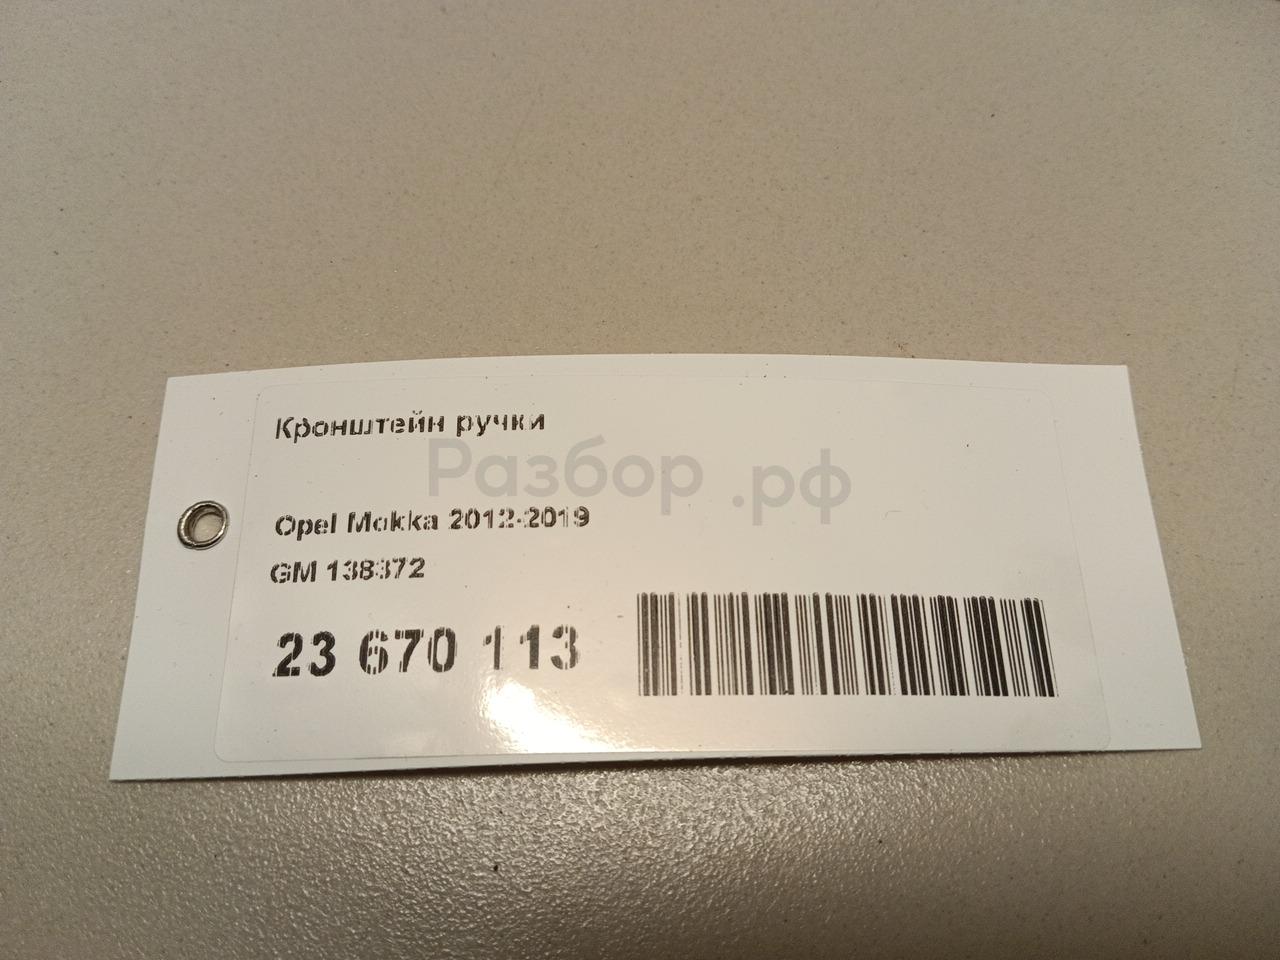 Кронштейн ручки
Разбор.рф
Opel Mokka 2012-2019
GM 138372
23 670 113